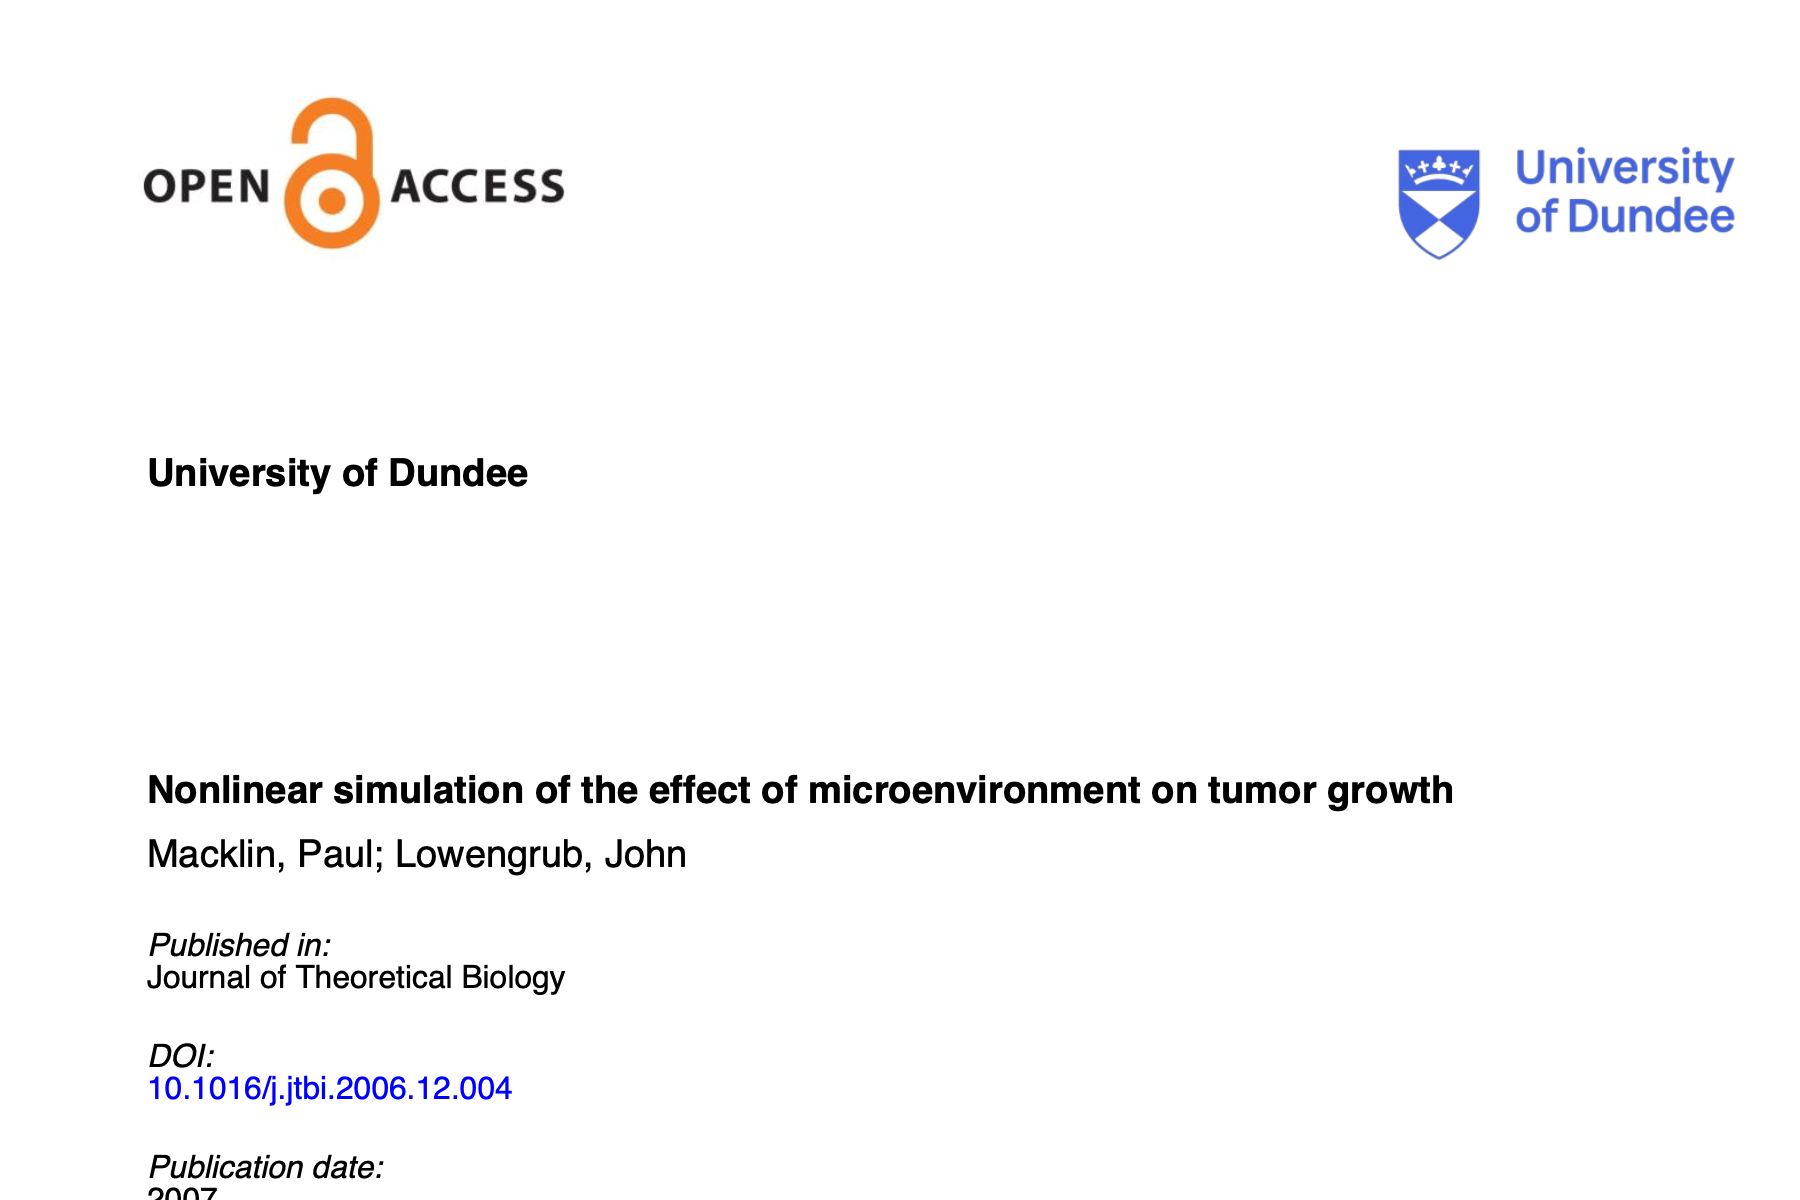 OPEN ACCESS
University
of Dundee
University of Dundee
Nonlinear simulation of the effect of microenvironment on tumor growth
Macklin, Paul; Lowengrub, John
Published in:
Journal of Theoretical Biology
DOI:
10.1016/j.jtbi.2006.12.004
Publication date:
2007